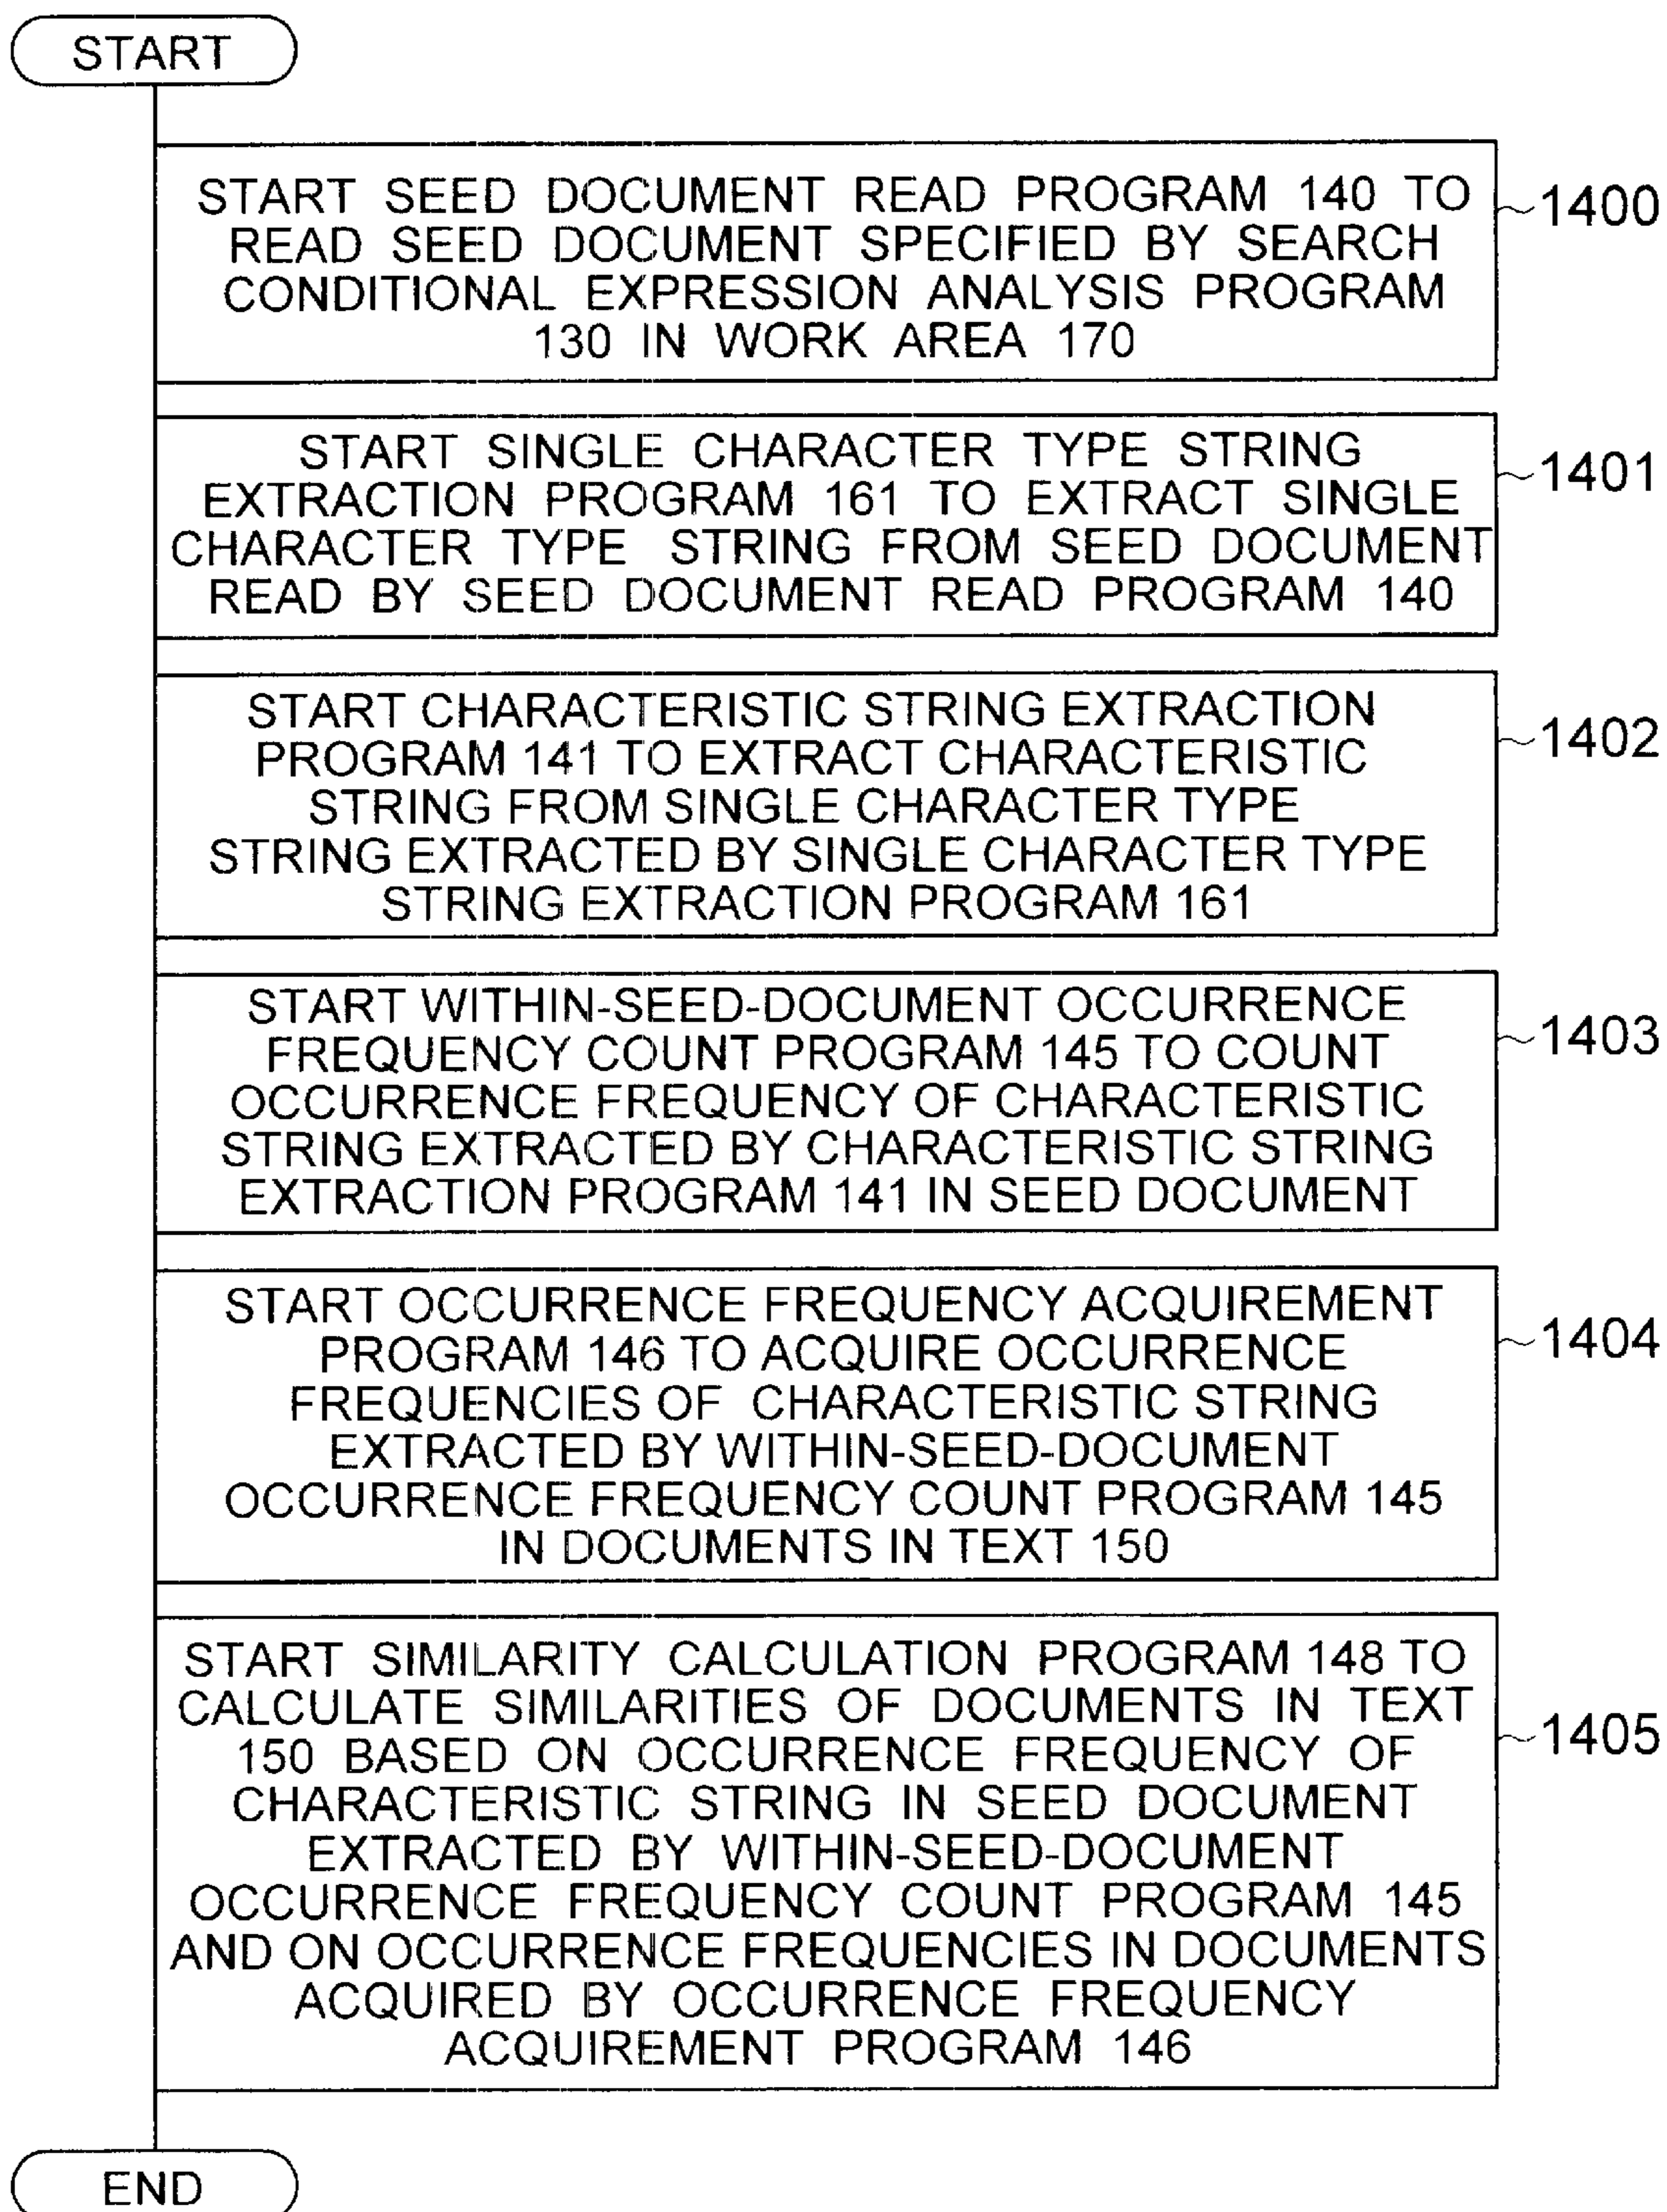 START
START SEED DOCUMENT READ PROGRAM 140 TO
READ SEED DOCUMENT SPECIFIED BY SEARCH
CONDITIONAL EXPRESSION ANALYSIS PROGRAM
130 IN WORK AREA 170
1400
START SINGLE CHARACTER TYPE STRING
EXTRACTION PROGRAM 161 TO EXTRACT SINGLE
CHARACTER TYPE STRING FROM SEED DOCUMENT
READ BY SEED DOCUMENT READ PROGRAM 140
1401
START CHARACTERISTIC STRING EXTRACTION
PROGRAM 141 TO EXTRACT CHARACTERISTIC
STRING FROM SINGLE CHARACTER TYPE
STRING EXTRACTED BY SINGLE CHARACTER TYPE
STRING EXTRACTION PROGRAM 161
1402
START WITHIN-SEED-DOCUMENT OCCURRENCE
FREQUENCY COUNT PROGRAM 145 TO COUNT
OCCURRENCE FREQUENCY OF CHARACTERISTIC
STRING EXTRACTED BY CHARACTERISTIC STRING
EXTRACTION PROGRAM 141 IN SEED DOCUMENT
1403
START OCCURRENCE FREQUENCY ACQUIREMENT
PROGRAM 146 TO ACQUIRE OCCURRENCE
FREQUENCIES OF CHARACTERISTIC STRING
EXTRACTED BY WITHIN-SEED-DOCUMENT
OCCURRENCE FREQUENCY COUNT PROGRAM 145
IN DOCUMENTS IN TEXT 150
1404
START SIMILARITY CALCULATION PROGRAM 148 TO
CALCULATE SIMILARITIES OF DOCUMENTS IN TEXT
150 BASED ON OCCURRENCE FREQUENCY OF
CHARACTERISTIC STRING IN SEED DOCUMENT
EXTRACTED BY WITHIN-SEED-DOCUMENT
OCCURRENCE FREQUENCY COUNT PROGRAM 145
AND ON OCCURRENCE FREQUENCIES IN DOCUMENTS
ACQUIRED BY OCCURRENCE FREQUENCY
ACQUIREMENT PROGRAM 146
1405
END